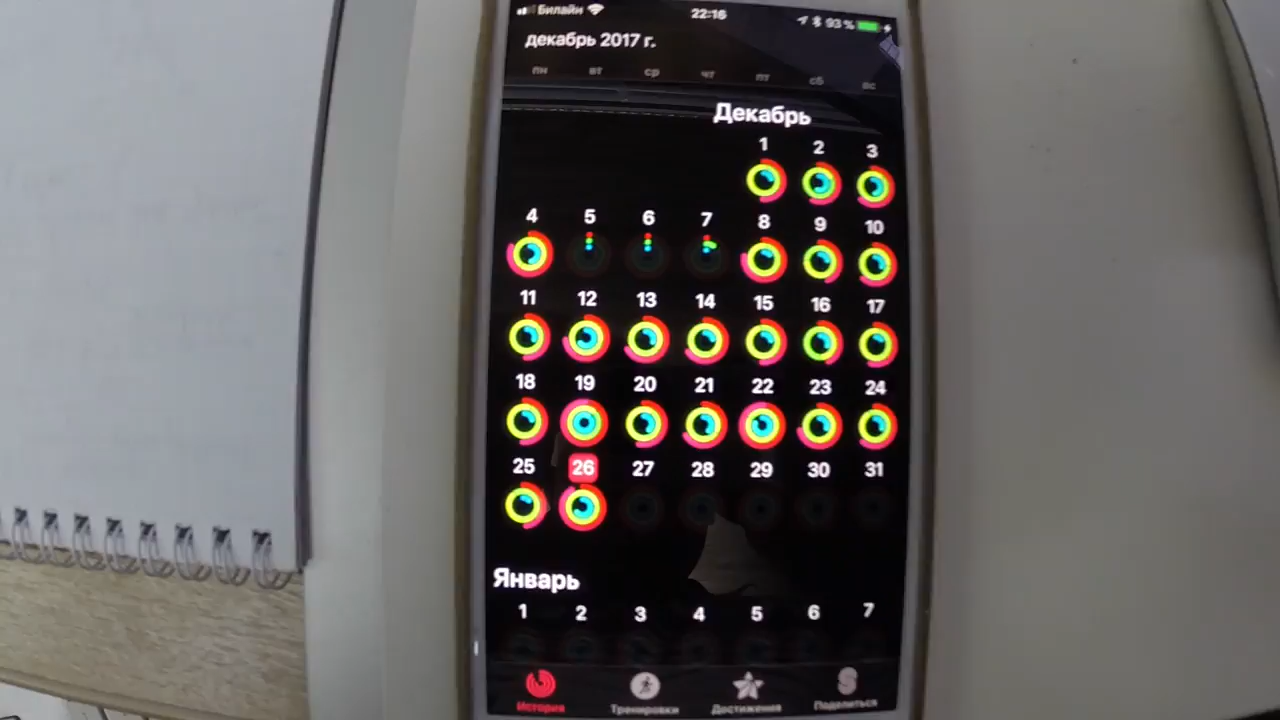 Билайн 22:16 93 %
декабрь 2017 г.
пн вт ср чт пт сб вс
Декабрь
1 2 3
4 5 6 7 8 9 10
11 12 13 14 15 16 17
18 19 20 21 22 23 24
25 26 27 28 29 30 31
Январь
1 2 3 4 5 6 7
История Тренировки Достижения Поделиться